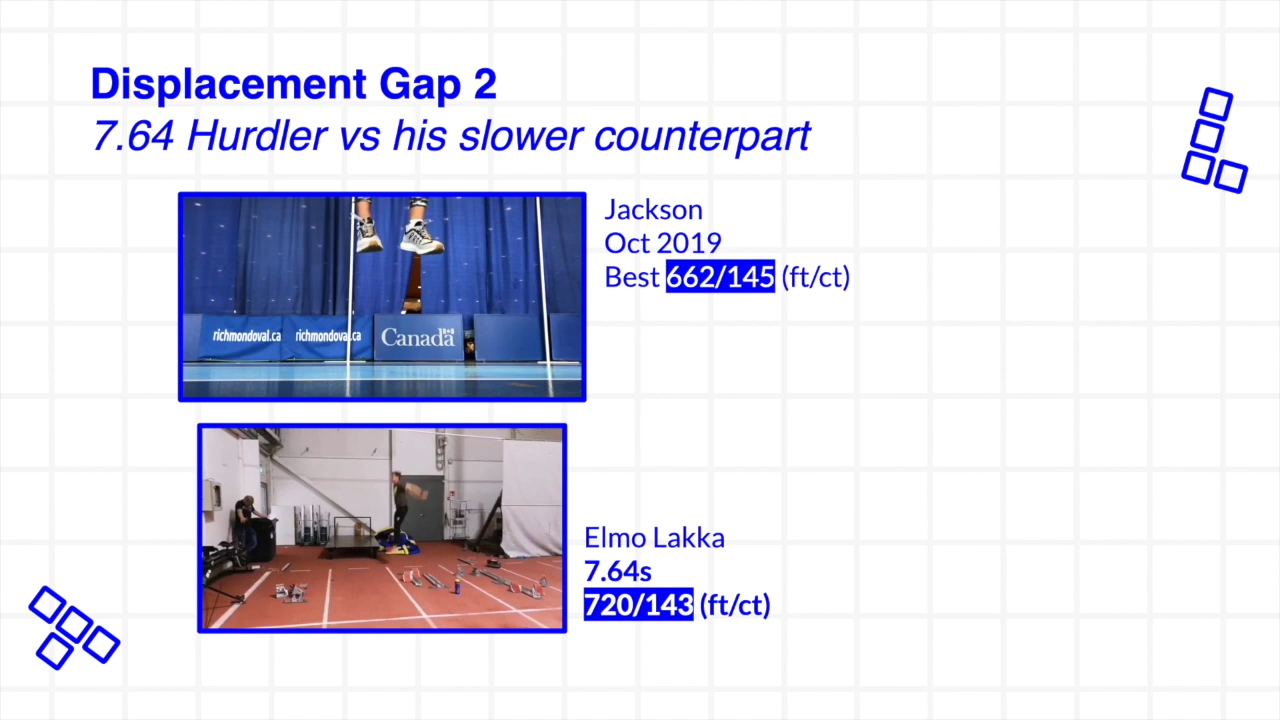 Displacement Gap 2
7.64 Hurdler vs his slower counterpart
Jackson
Oct 2019
Best 662/145 (ft/ct)
richmondoval.ca richmondoval.ca Canada
Elmo Lakka
7.64s
720/143 (ft/ct)